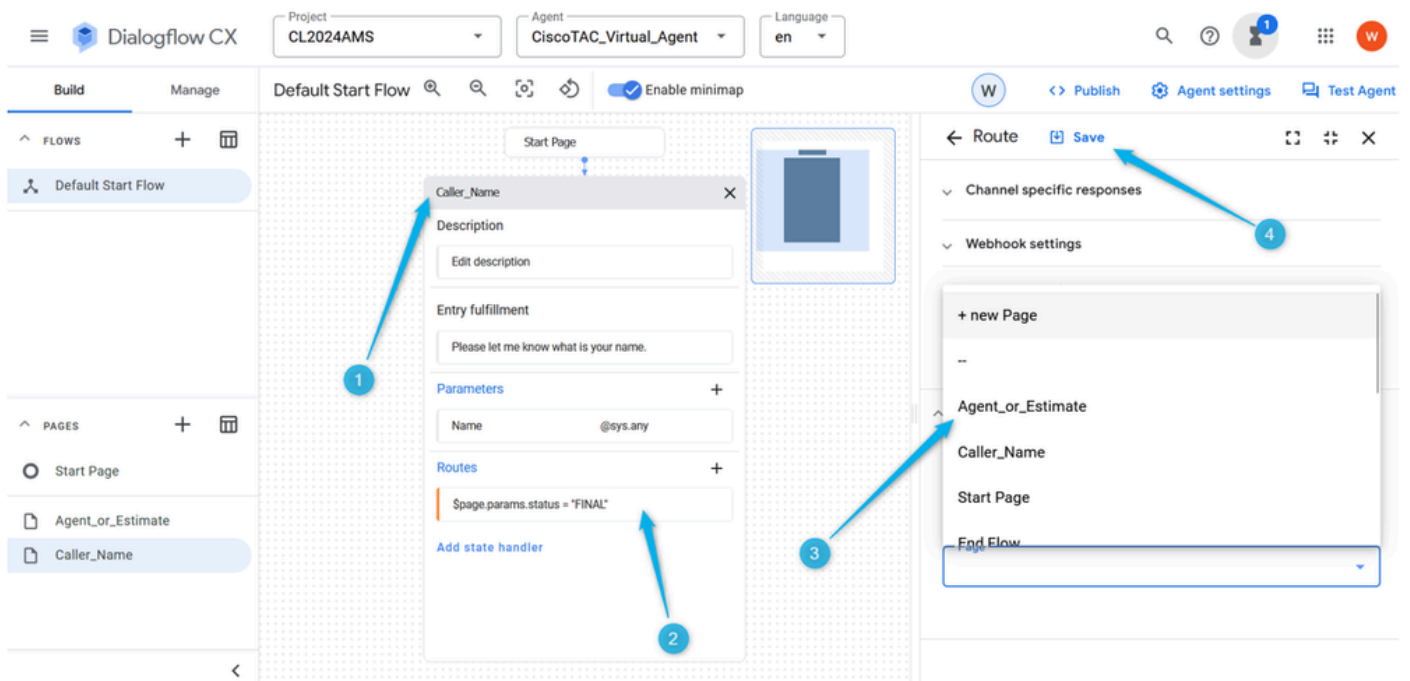 Project
Agent
Language
Dialogflow CX
CL2024AMS
CiscoTAC_Virtual_Agent
en
1
W
Build
Manage
Default Start Flow
Enable minimap
W
Publish
Agent settings
Test Agent
FLOWS
Default Start Flow
PAGES
Start Page
Agent_or_Estimate
Caller_Name
Start Page
Caller_Name
Description
Edit description
Entry fulfillment
Please let me know what is your name.
Parameters
Name @sys.any
Routes
$page.params.status = "FINAL"
Add state handler
1
2
3
4
Route
Save
Channel specific responses
Webhook settings
+ new Page
--
Agent_or_Estimate
Caller_Name
Start Page
End Flow
Page